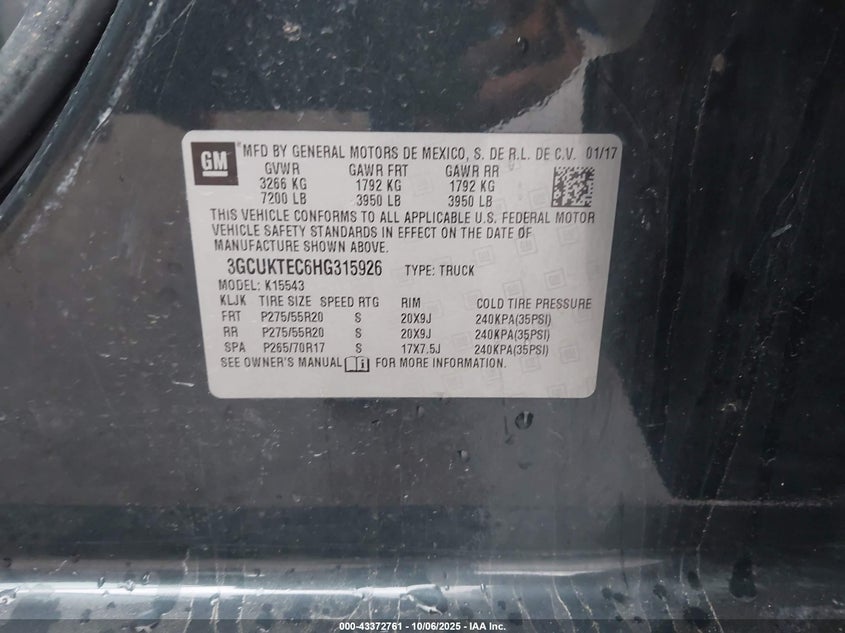 GM MFD BY GENERAL MOTORS DE MEXICO, S. DE R.L. DE C.V. 01/17
GVWR GAWR FRT GAWR RR
3266 KG 1792 KG 1792 KG
7200 LB 3950 LB 3950 LB
THIS VEHICLE CONFORMS TO ALL APPLICABLE U.S. FEDERAL MOTOR
VEHICLE SAFETY STANDARDS IN EFFECT ON THE DATE OF
MANUFACTURE SHOWN ABOVE.
3GCUKTEC6HG315926 TYPE: TRUCK
MODEL: K15543
KLJK TIRE SIZE SPEED RTG RIM COLD TIRE PRESSURE
FRT P275/55R20 S 20X9J 240KPA(35PSI)
RR P275/55R20 S 20X9J 240KPA(35PSI)
SPA P265/70R17 S 17X7.5J 240KPA(35PSI)
SEE OWNER'S MANUAL FOR MORE INFORMATION.
000-43372761 - 10/06/2025 - IAA Inc.